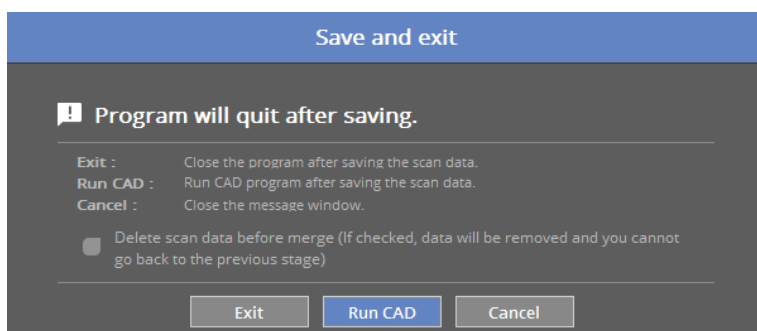 Save and exit
Program will quit after saving.
Exit : Close the program after saving the scan data.
Run CAD : Run CAD program after saving the scan data.
Cancel : Close the message window.
Delete scan data before merge (If checked, data will be removed and you cannot
go back to the previous stage)
Exit Run CAD Cancel